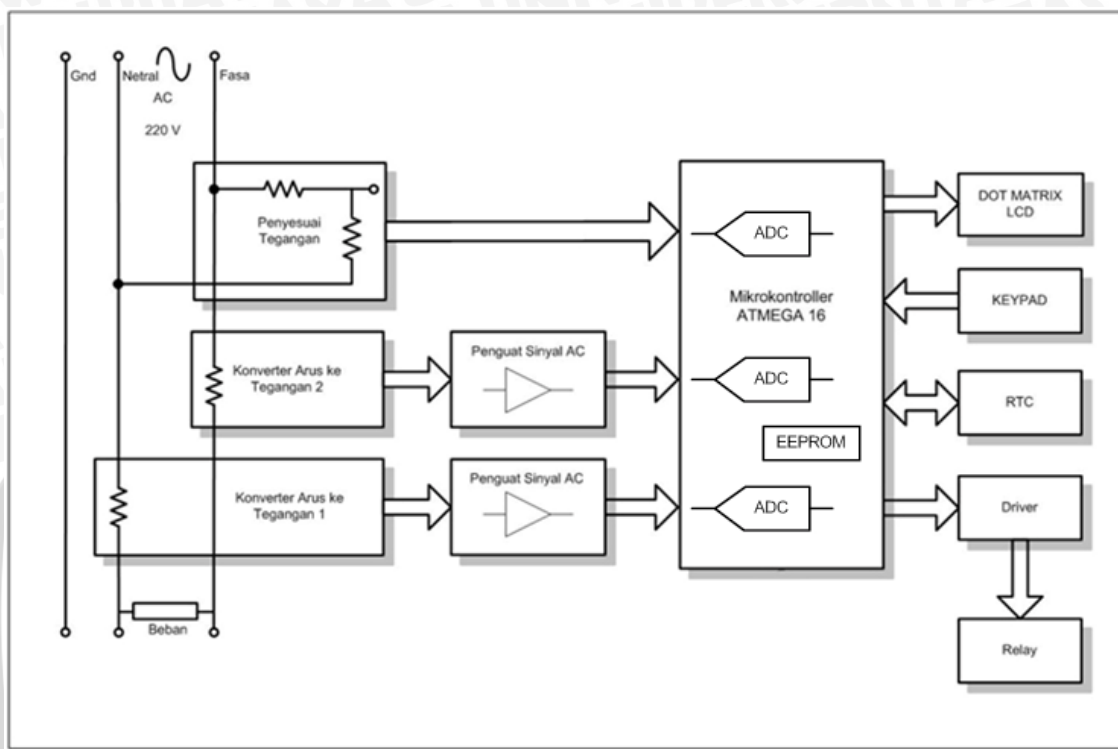 Gnd
Netral
Fasa
AC
220 V
Penyesuai
Tegangan
Konverter Arus ke
Tegangan 2
Penguat Sinyal AC
Konverter Arus ke
Tegangan 1
Penguat Sinyal AC
Beban
ADC
Mikrokontroller
ATMEGA 16
ADC
EEPROM
ADC
DOT MATRIX
LCD
KEYPAD
RTC
Driver
Relay